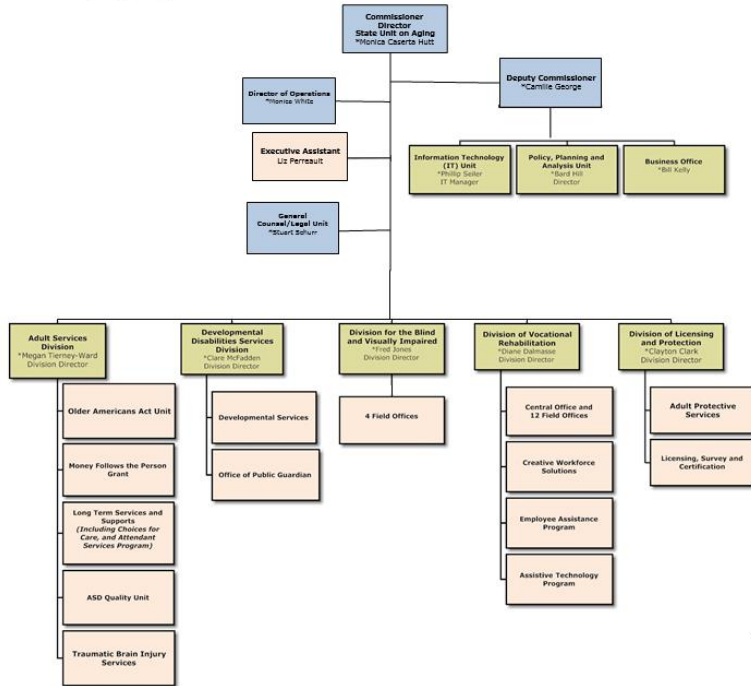 Commissioner
Director
State Unit on Aging
*Monica Caserta Hutt
Deputy Commissioner
*Camille George
Director of Operations
*Monica White
Executive Assistant
Liz Perreault
Information Technology
(IT) Unit
*Phillip Seiler
IT Manager
Policy, Planning and
Analysis Unit
*Bard Hill
Director
Business Office
*Bill Kelly
General
Counsel/Legal Unit
*Stuart Schurr
Adult Services
Division
*Megan Tierney-Ward
Division Director
Developmental
Disabilities Services
Division
*Clare McFadden
Division Director
Division for the Blind
and Visually Impaired
*Fred Jones
Division Director
Division of Vocational
Rehabilitation
*Diane Dalmasse
Division Director
Division of Licensing
and Protection
*Clayton Clark
Division Director
Older Americans Act Unit
Money Follows the Person
Grant
Long Term Services and
Supports
(Including Choices for
Care, and Attendant
Services Program)
ASD Quality Unit
Traumatic Brain Injury
Services
Developmental Services
Office of Public Guardian
4 Field Offices
Central Office and
12 Field Offices
Creative Workforce
Solutions
Employee Assistance
Program
Assistive Technology
Program
Adult Protective
Services
Licensing, Survey and
Certification